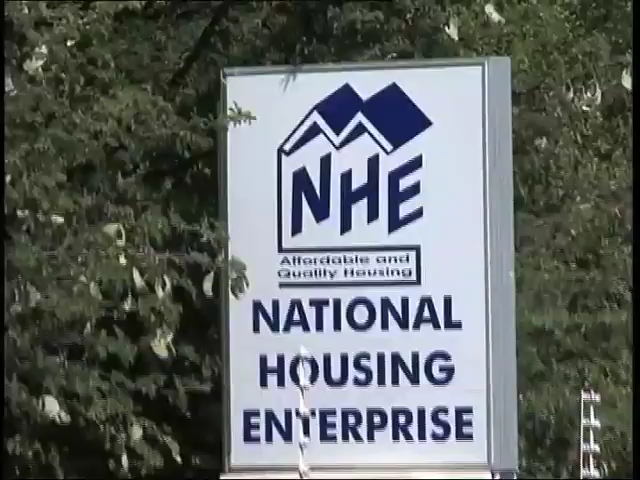 NHE
Affordable and
Quality Housing
NATIONAL
HOUSING
ENTERPRISE